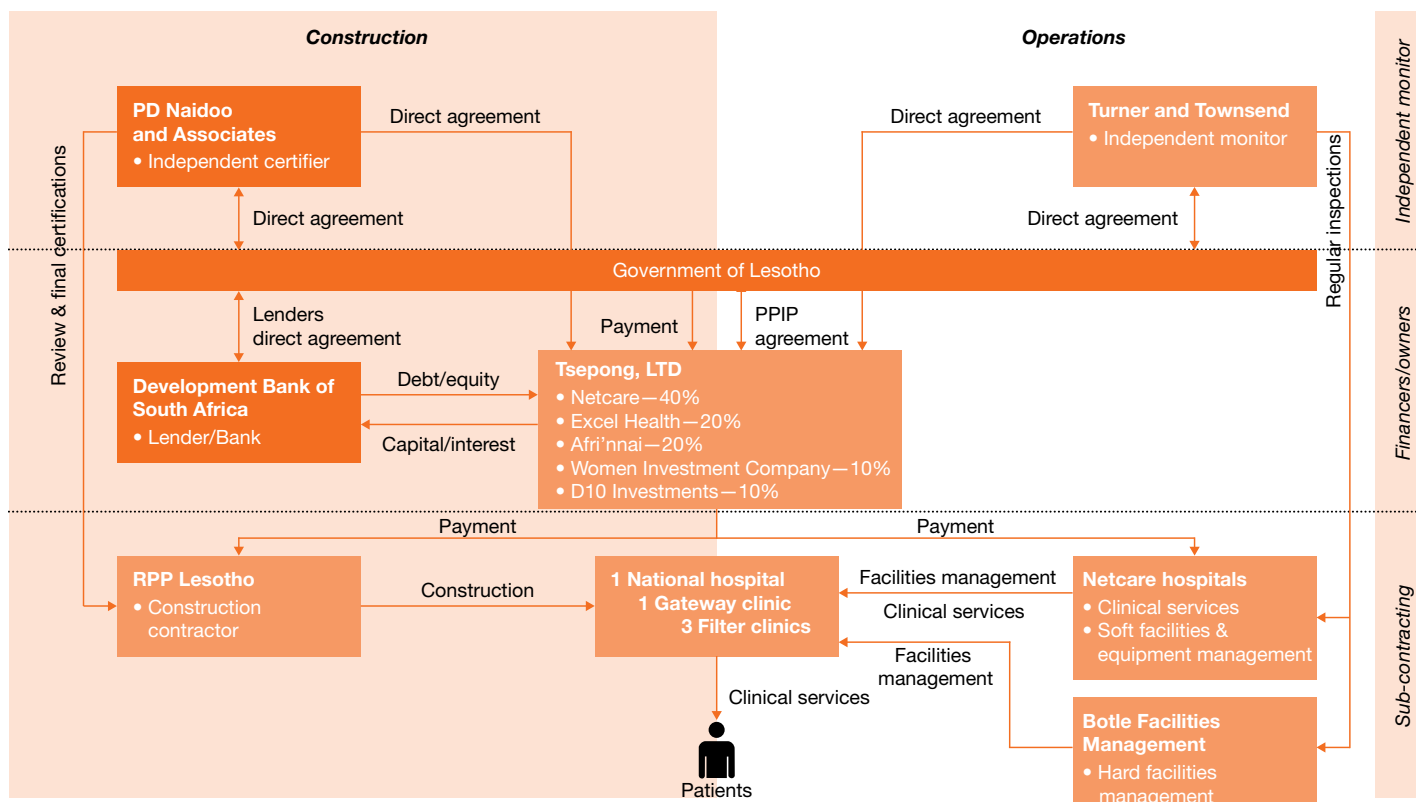 Construction
Operations
PD Naidoo
and Associates
• Independent certifier
Direct agreement
Direct agreement
Turner and Townsend
• Independent monitor
Independent monitor
Review & final certifications
Direct agreement
Direct agreement
Regular inspections
Government of Lesotho
Lenders
direct agreement
Payment
PPIP
agreement
Financers/owners
Development Bank of
South Africa
• Lender/Bank
Debt/equity
Capital/interest
Tsepong, LTD
• Netcare—40%
• Excel Health—20%
• Afri’nnai—20%
• Women Investment Company—10%
• D10 Investments—10%
Payment
Payment
RPP Lesotho
• Construction
contractor
Construction
1 National hospital
1 Gateway clinic
3 Filter clinics
Facilities management
Clinical services
Netcare hospitals
• Clinical services
• Soft facilities &
equipment management
Sub-contracting
Facilities
management
Clinical services
Botle Facilities
Management
• Hard facilities
management
Patients